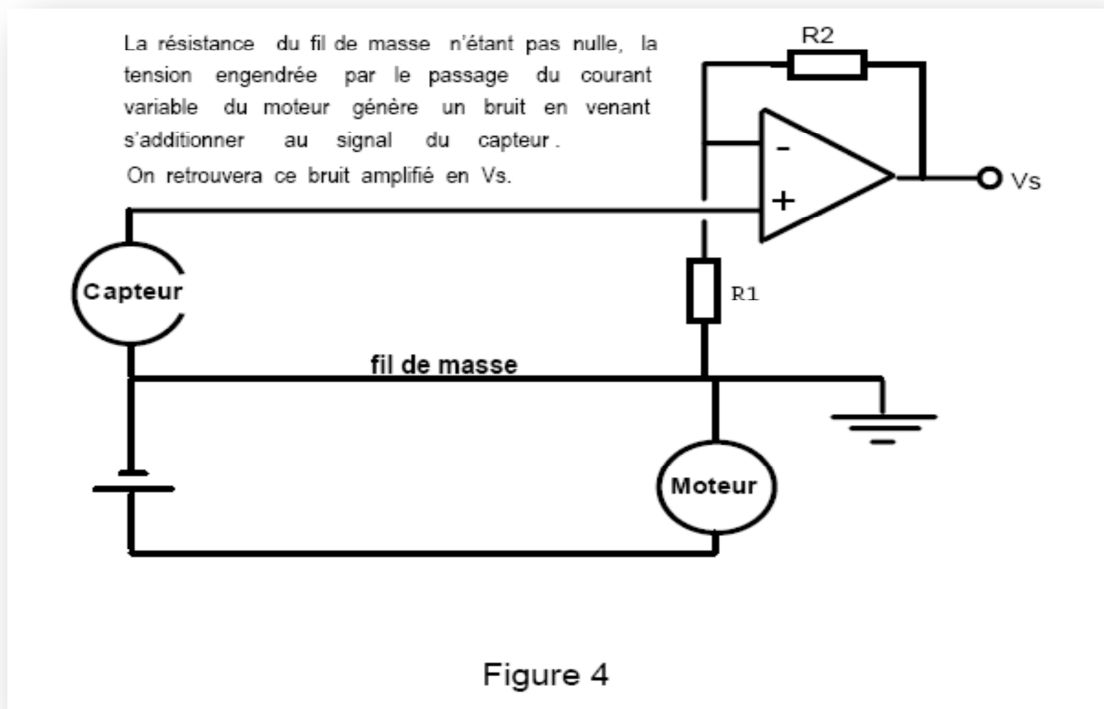 La résistance du fil de masse n'étant pas nulle, la
tension engendrée par le passage du courant
variable du moteur génère un bruit en venant
s'additionner au signal du capteur .
On retrouvera ce bruit amplifié en Vs.
R2
-
+
Vs
Capteur
R1
fil de masse
Moteur
Figure 4